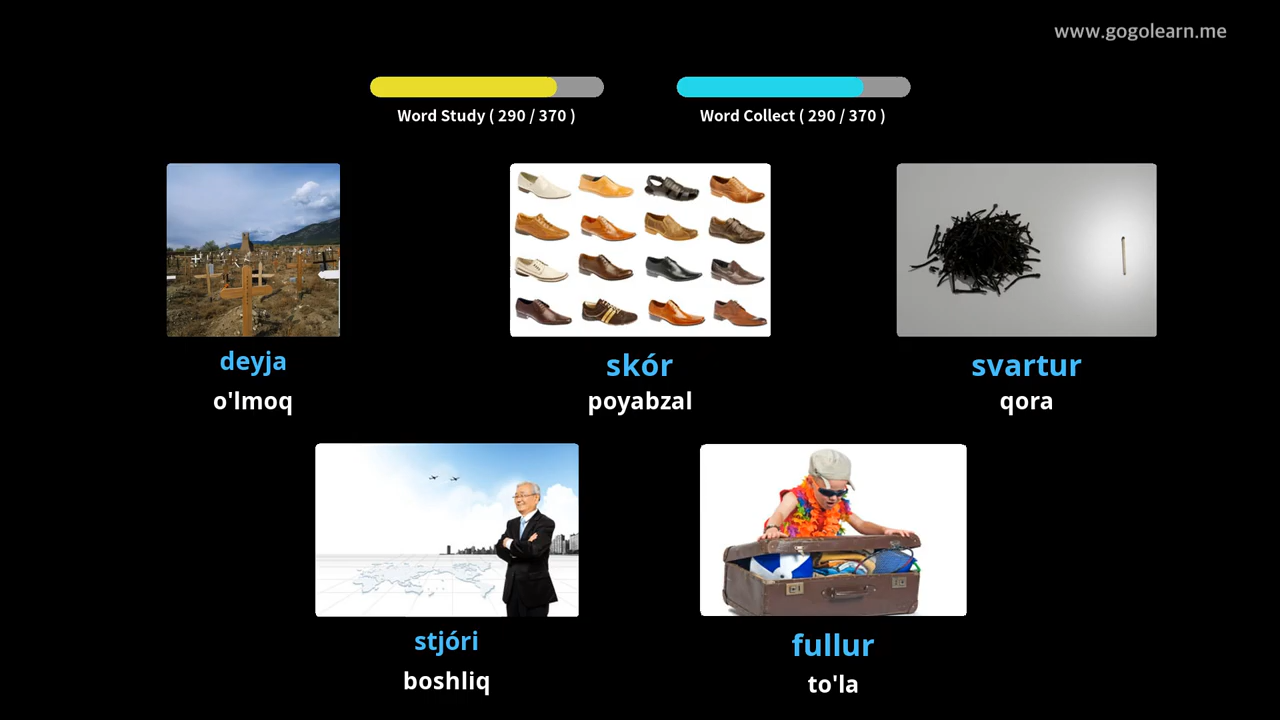 www.gogolearn.me
Word Study ( 290 / 370 )
Word Collect ( 290 / 370 )
deyja
o'lmoq
skór
poyabzal
svartur
qora
stjóri
boshliq
fullur
to'la